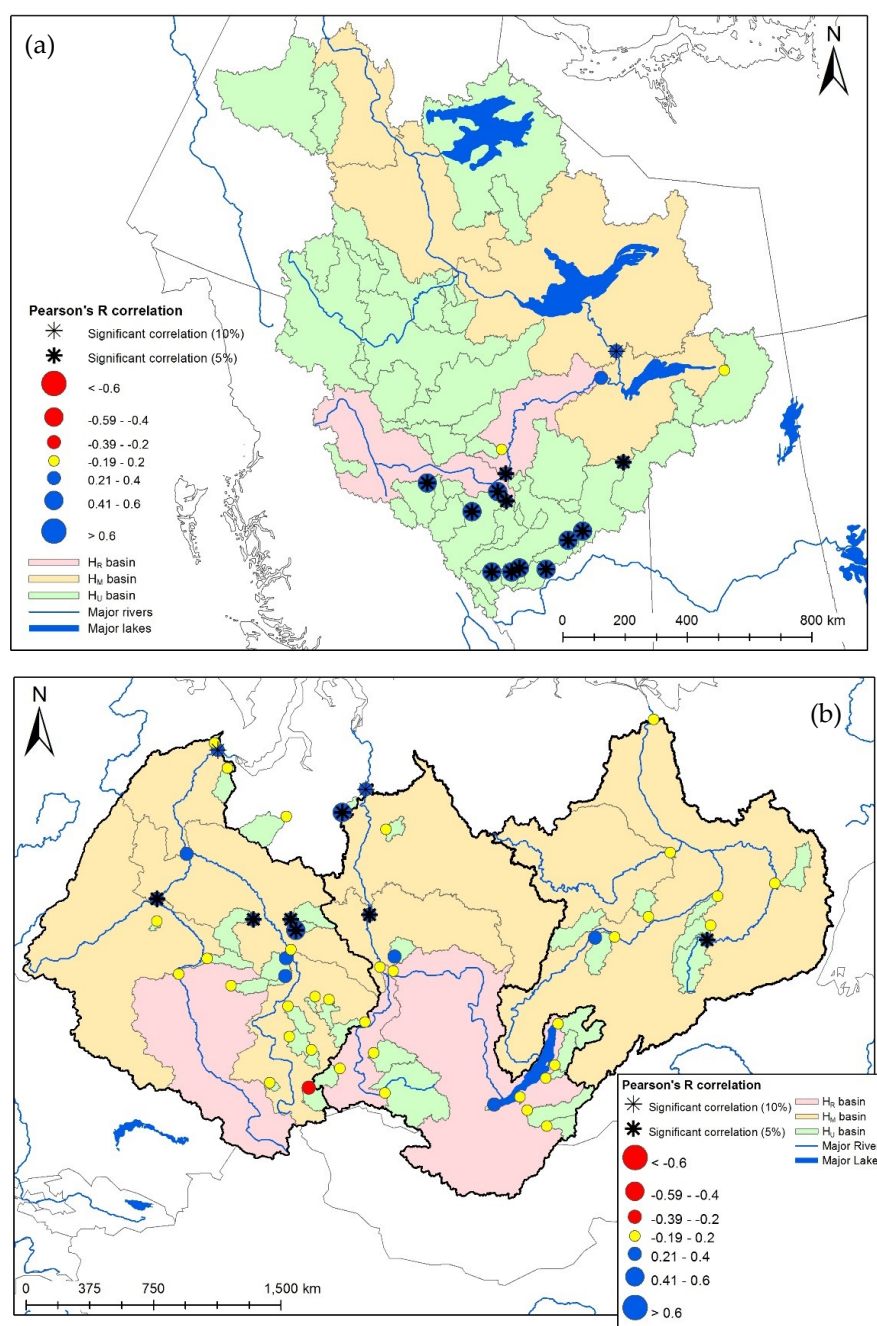 (a)
N
Pearson's R correlation
Significant correlation (10%)
Significant correlation (5%)
< -0.6
-0.59 - -0.4
-0.39 - -0.2
-0.19 - 0.2
0.21 - 0.4
0.41 - 0.6
> 0.6
HR basin
HM basin
HU basin
Major rivers
Major lakes
0 200 400 800 km
N
(b)
Pearson's R correlation
Significant correlation (10%)
Significant correlation (5%)
< -0.6
-0.59 - -0.4
-0.39 - -0.2
-0.19 - 0.2
0.21 - 0.4
0.41 - 0.6
> 0.6
HR basin
HM basin
HU basin
Major Rive
Major Lake
0 375 750 1,500 km